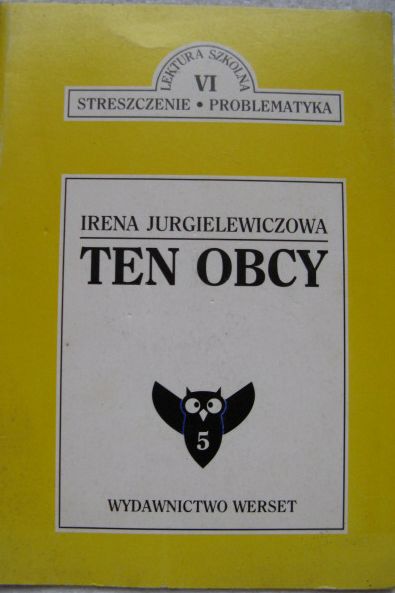 LEKTURA SZKOLNA
VI
STRESZCZENIE • PROBLEMATYKA
IRENA JURGIELEWICZOWA
TEN OBCY
5
WYDAWNICTWO WERSET